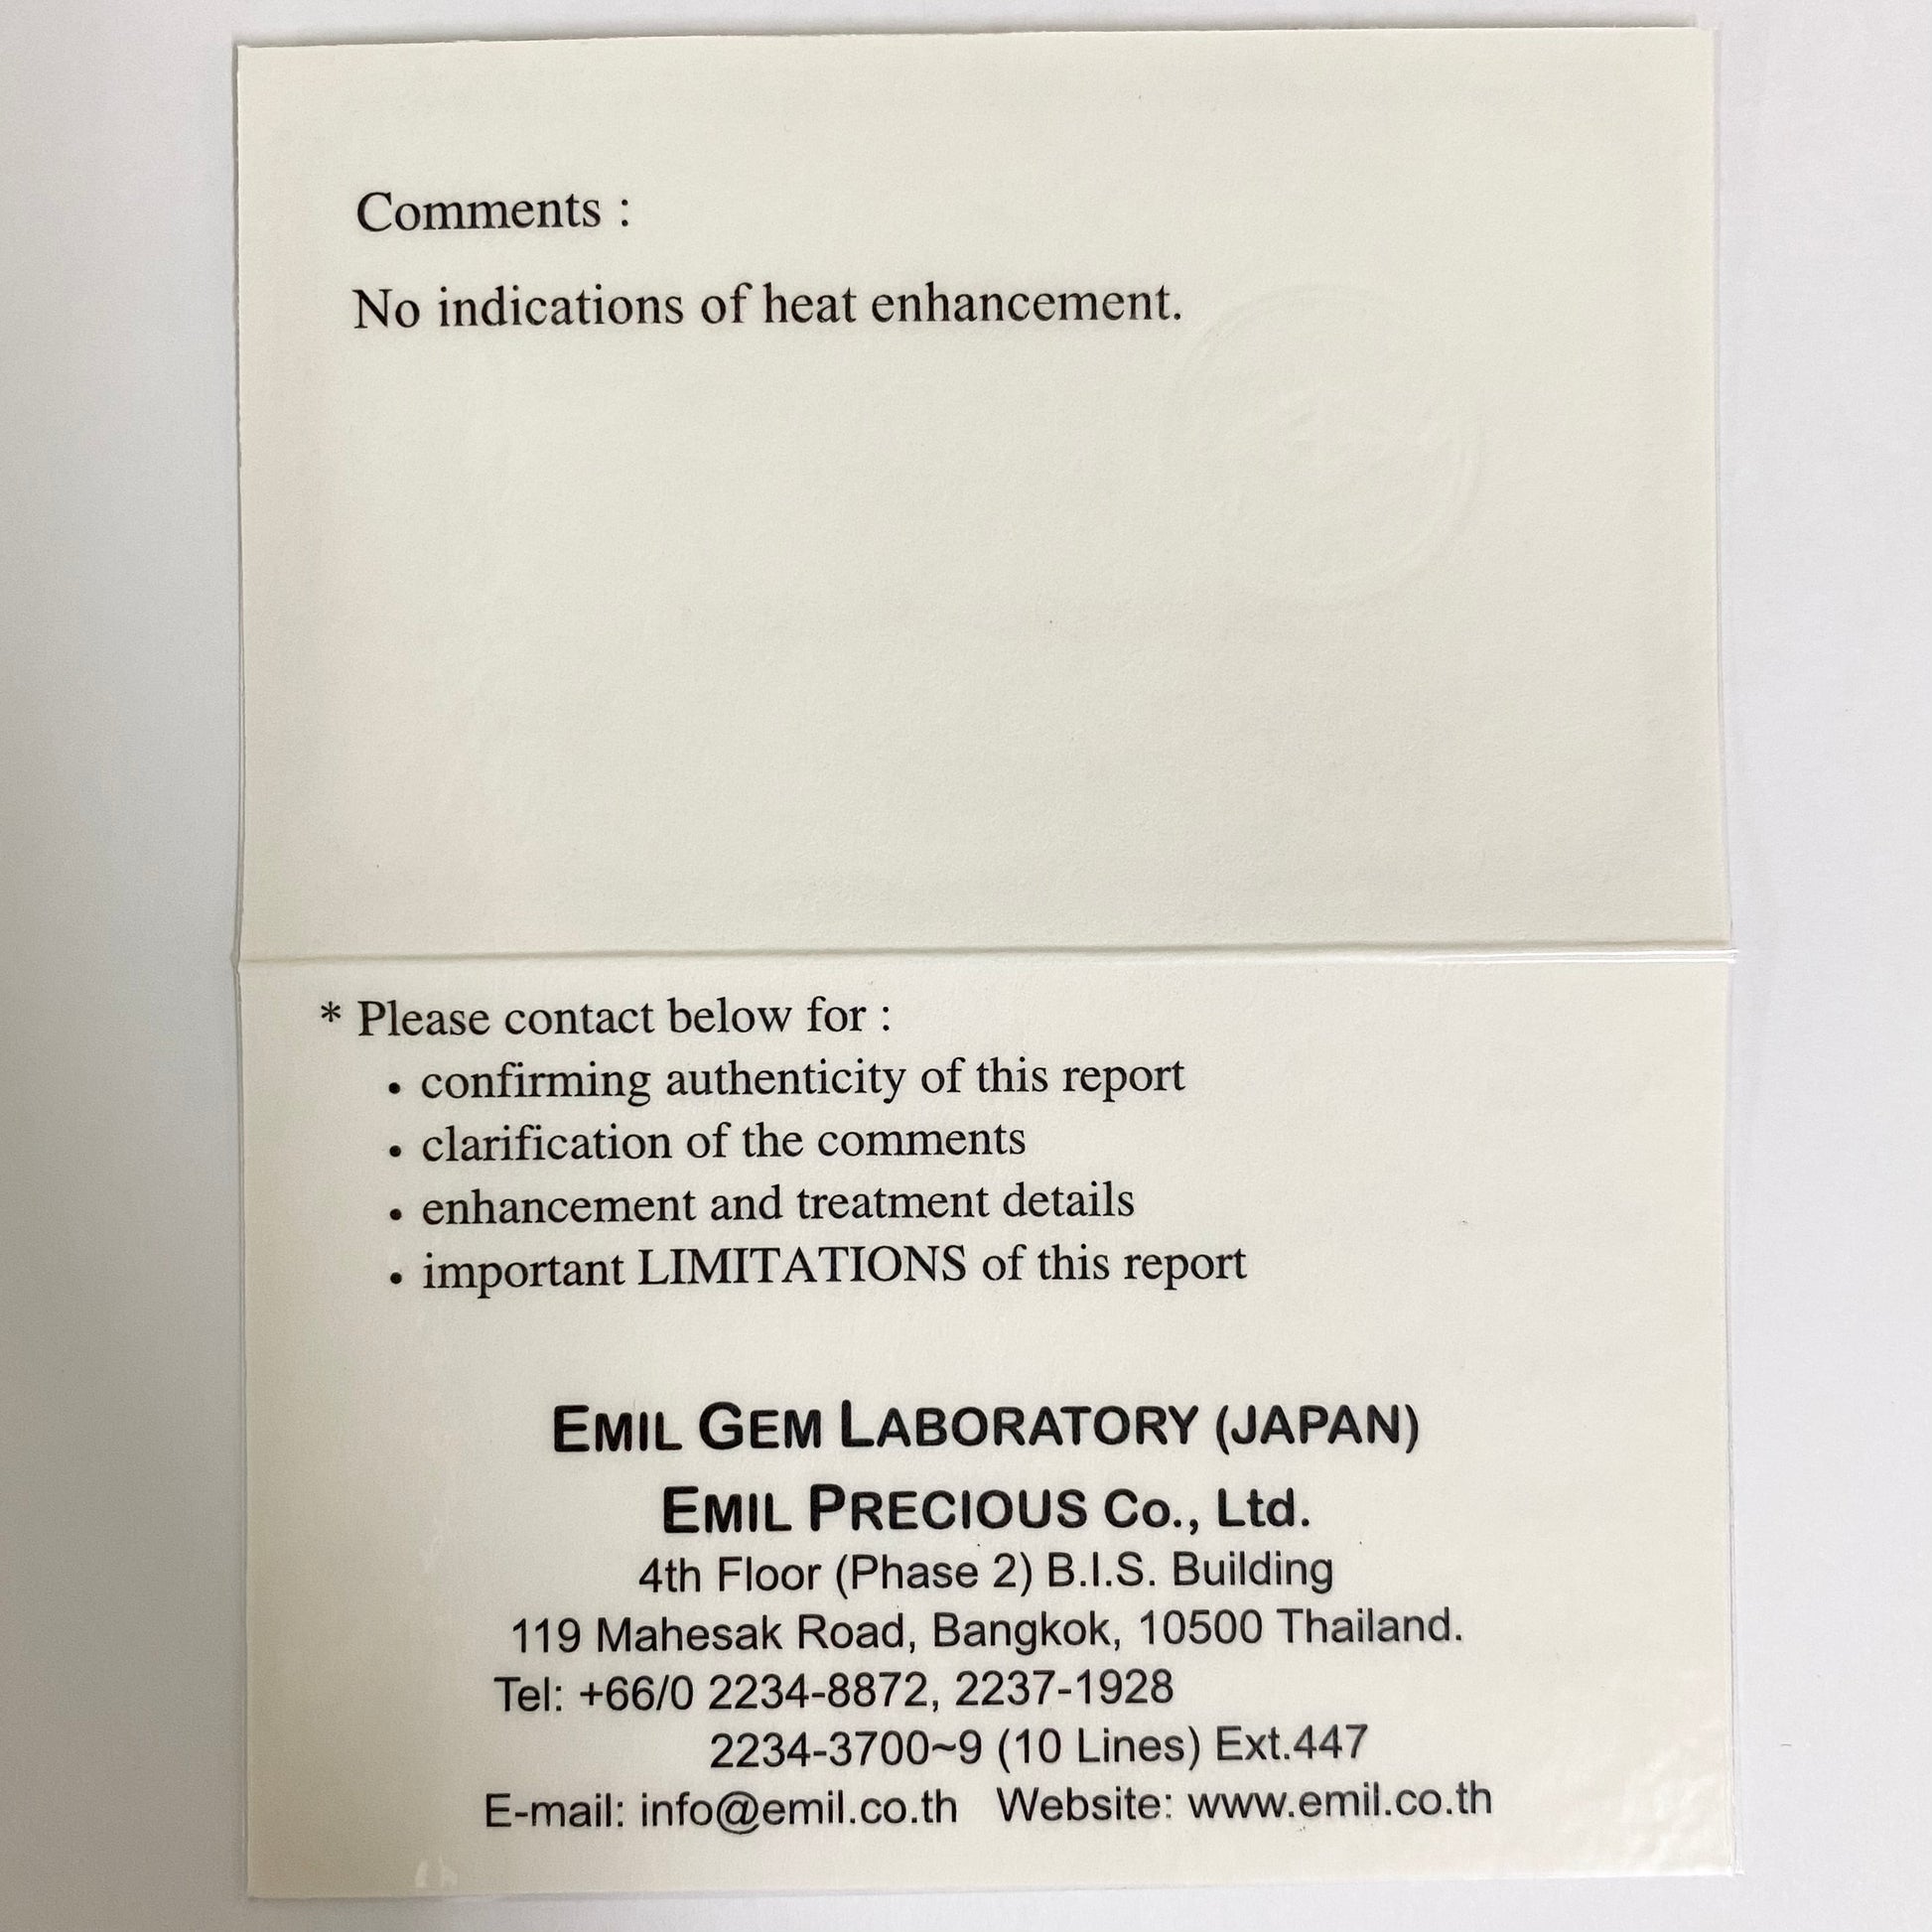 Comments :
No indications of heat enhancement.
* Please contact below for :
• confirming authenticity of this report
• clarification of the comments
• enhancement and treatment details
• important LIMITATIONS of this report
EMIL GEM LABORATORY (JAPAN)
EMIL PRECIOUS Co., Ltd.
4th Floor (Phase 2) B.I.S. Building
119 Mahesak Road, Bangkok, 10500 Thailand.
Tel: +66/0 2234-8872, 2237-1928
2234-3700~9 (10 Lines) Ext.447
E-mail: info@emil.co.th Website: www.emil.co.th